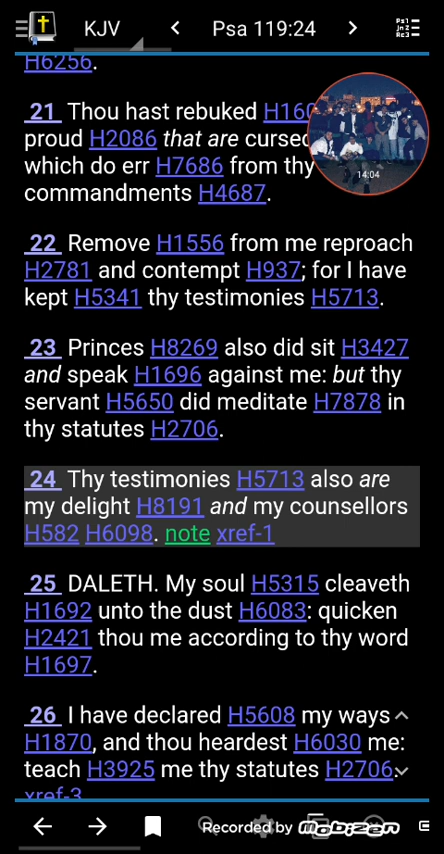 KJV
Psa 119:24
H6256.
21 Thou hast rebuked H160
proud H2086 that are cursed
which do err H7686 from thy
commandments H4687.
14:04
22 Remove H1556 from me reproach
H2781 and contempt H937; for I have
kept H5341 thy testimonies H5713.
23 Princes H8269 also did sit H3427
and speak H1696 against me: but thy
servant H5650 did meditate H7878 in
thy statutes H2706.
24 Thy testimonies H5713 also are
my delight H8191 and my counsellors
H582 H6098. note xref-1
25 DALETH. My soul H5315 cleaveth
H1692 unto the dust H6083: quicken
H2421 thou me according to thy word
H1697.
26 I have declared H5608 my ways
H1870, and thou heardest H6030 me:
teach H3925 me thy statutes H2706.
xref-3
Recorded by Mobizen